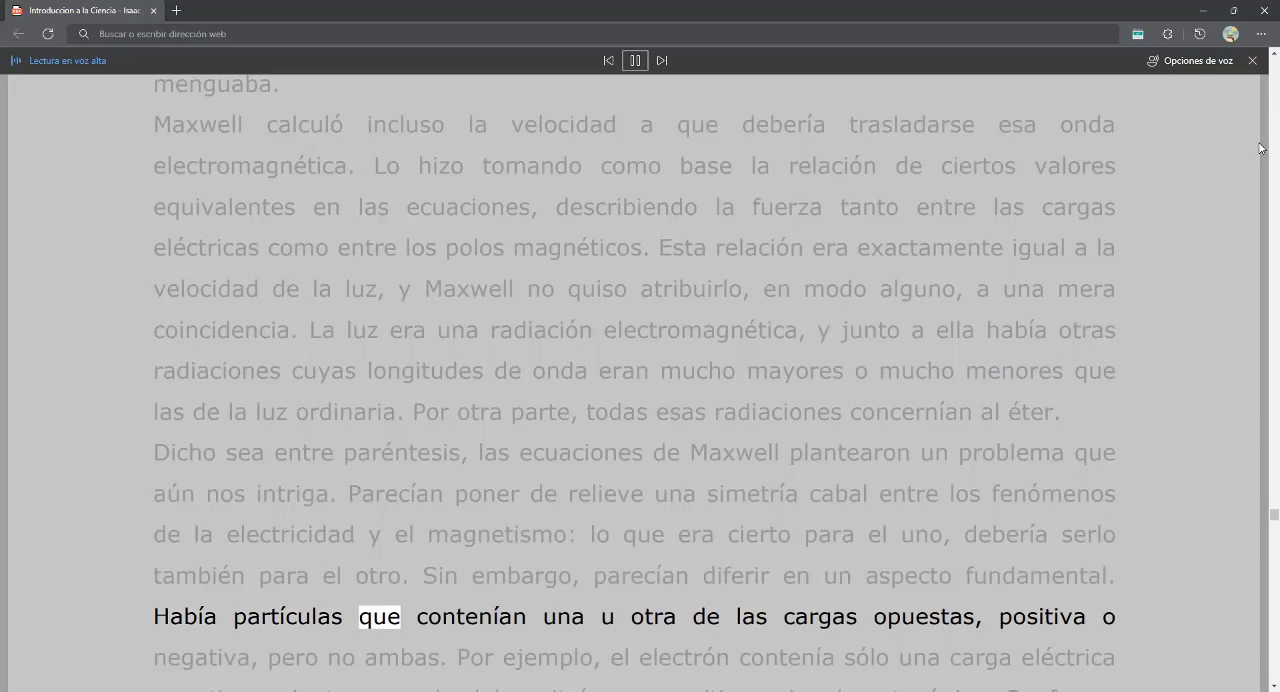 Introduccion a la Ciencia - Isaac
Buscar o escribir dirección web
Lectura en voz alta
Opciones de voz
menguaba.
Maxwell calculó incluso la velocidad a que debería trasladarse esa onda
electromagnética. Lo hizo tomando como base la relación de ciertos valores
equivalentes en las ecuaciones, describiendo la fuerza tanto entre las cargas
eléctricas como entre los polos magnéticos. Esta relación era exactamente igual a la
velocidad de la luz, y Maxwell no quiso atribuirlo, en modo alguno, a una mera
coincidencia. La luz era una radiación electromagnética, y junto a ella había otras
radiaciones cuyas longitudes de onda eran mucho mayores o mucho menores que
las de la luz ordinaria. Por otra parte, todas esas radiaciones concernían al éter.
Dicho sea entre paréntesis, las ecuaciones de Maxwell plantearon un problema que
aún nos intriga. Parecían poner de relieve una simetría cabal entre los fenómenos
de la electricidad y el magnetismo: lo que era cierto para el uno, debería serlo
también para el otro. Sin embargo, parecían diferir en un aspecto fundamental.
Había partículas que contenían una u otra de las cargas opuestas, positiva o
negativa, pero no ambas. Por ejemplo, el electrón contenía sólo una carga eléctrica